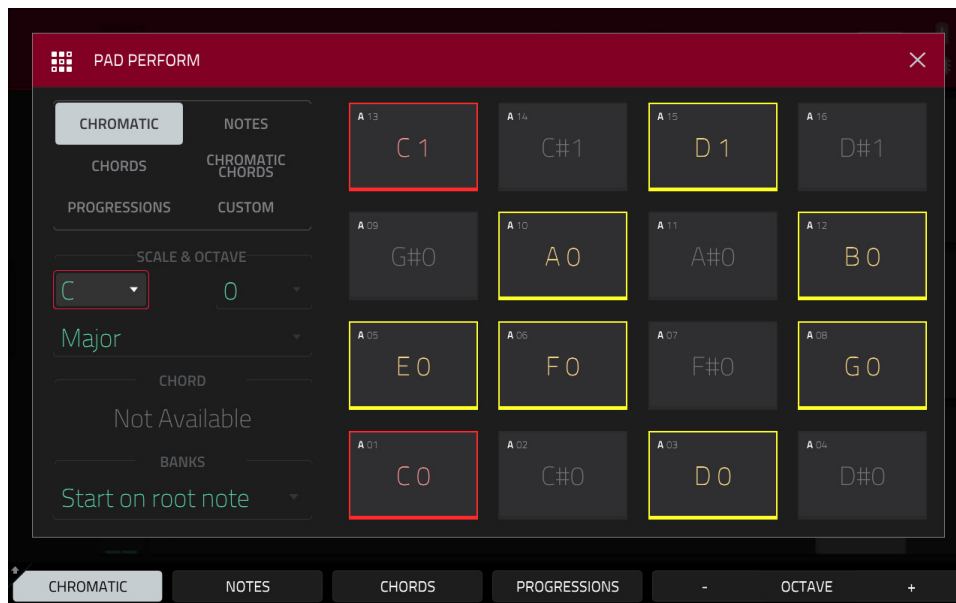 PAD PERFORM
CHROMATIC NOTES
CHORDS CHROMATIC CHORDS
PROGRESSIONS CUSTOM
SCALE & OCTAVE
C 0
Major
CHORD
Not Available
BANKS
Start on root note
A 13 A 14 A 15 A 16
C 1 C#1 D 1 D#1
A 09 A 10 A 11 A 12
G#0 A 0 A#0 B 0
A 05 A 06 A 07 A 08
E 0 F 0 F#0 G 0
A 01 A 02 A 03 A 04
C 0 C#0 D 0 D#0
CHROMATIC NOTES CHORDS PROGRESSIONS - OCTAVE +